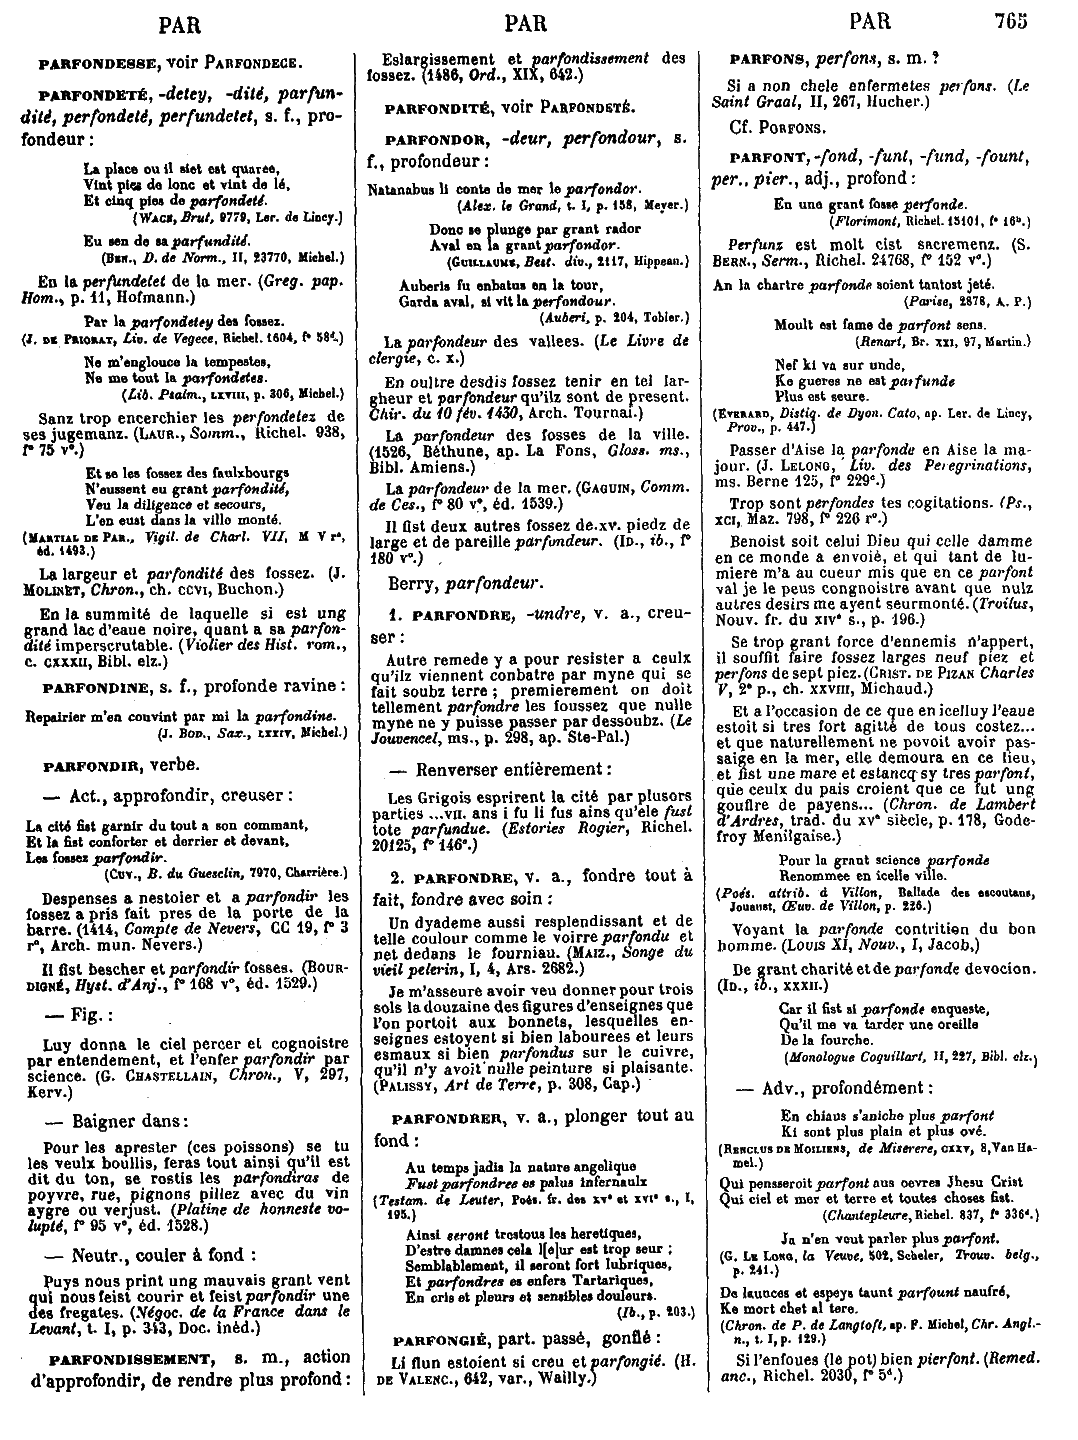 PAR
PAR
PAR 765
PARFONDESSE, voir PARFONDECE.
PARFONDETÉ, -detey, -dité, parfun-
dité, perfondeté, perfundetet, s. f., pro-
fondeur :
La place ou il siet est quaree,
Vint pies de lonc et vint de lé,
Et cinq pies de parfondeté.
(WACE, Brut, 9779, Ler. de Lincy.)
Eu sen de sa parfundité.
(BEN., D. de Norm., II, 23770, Michel.)
En la perfundetet de la mer. (Greg. pap.
Hom., p. 11, Hofmann.)
Par la parfondetey des fossez.
(J. DE PRIORAT, Liv. de Vegece, Richel. 1604, f° 58d.)
Ne m'englouce la tempestes,
Ne me tout la parfondetes.
(Lib. Psalm., LXVIII, p. 306, Michel.)
Sanz trop encerchier les perfondetez de
ses jugemanz. (LAUR., Somm., Richel. 938,
f° 75 v°.)
Et se les fossez des faulxbourgs
N'eussent eu grant parfondité,
Veu la diligence et secours,
L'en eust dans la ville monté.
(MARTIAL DE PAR., Vigil. de Charl. VII, M V r°,
éd. 1493.)
La largeur et parfondité des fossez. (J.
MOLINET, Chron., ch. CCVI, Buchon.)
En la summité de laquelle si est ung
grand lac d'eaue noire, quant a sa parfon-
dité imperscrutable. (Violier des Hist. rom.,
c. CXXXII, Bibl. elz.)
PARFONDINE, s. f., profonde ravine :
Repairier m'en convint par mi la parfondine.
(J. BOD., Sax., LXXIV, Michel.)
PARFONDIR, verbe.
— Act., approfondir, creuser :
La cité fist garnir du tout a son commant,
Et la fist conforter et derrier et devant,
Les fossez parfondir.
(CUV., B. du Guesclin, 7970, Charrière.)
Despenses a nestoier et a parfondir les
fossez a pris fait pres de la porte de la
barre. (1414, Compte de Nevers, CC 19, f° 3
r°, Arch. mun. Nevers.)
Il fist bescher et parfondir fosses. (BOUR-
DIGNÉ, Hyst. d'Anj., f° 168 v°, éd. 1529.)
— Fig. :
Luy donna le ciel percer et cognoistre
par entendement, et l'enfer parfondir par
science. (G. CHASTELLAIN, Chron., V, 297,
Kerv.)
— Baigner dans :
Pour les aprester (ces poissons) se tu
les veulx boullis, feras tout ainsi qu'il est
dit du ton, se rostis les parfondiras de
poyvre, rue, pignons pillez avec du vin
aygre ou verjust. (Platine de honneste vo-
lupté, f° 95 v°, éd. 1528.)
— Neutr., couler à fond :
Puys nous print ung mauvais grant vent
qui nous feist courir et feist parfondir une
des fregates. (Négoc. de la France dans le
Levant, t. I, p. 343, Doc. inéd.)
PARFONDISSEMENT, s. m., action
d'approfondir, de rendre plus profond :
Eslargissement et parfondissement des
fossez. (1486, Ord., XIX, 642.)
PARFONDITÉ, voir PARFONDETÉ.
PARFONDOR, -deur, perfondour, s.
f., profondeur :
Natanabus li conte de mer le parfondor.
(Alex. le Grand, t. I, p. 158, Meyer.)
Donc se plunge par grant rador
Aval en la grant parfondor.
(GUILLAUME, Best. div., 2117, Hippeau.)
Auberis fu enbatus en la tour,
Garda aval, si vit la perfondour.
(Auberi, p. 204, Tobler.)
La parfondeur des vallees. (Le Livre de
clergie, c. x.)
En oultre desdis fossez tenir en tel lar-
gheur et parfondeur qu'ilz sont de present.
Chir. du 10 fév. 1430, Arch. Tournai.)
La parfondeur des fosses de la ville.
(1526, Béthune, ap. La Fons, Gloss. ms.,
Bibl. Amiens.)
La parfondeur de la mer. (GAGUIN, Comm.
de Ces., f° 80 v°, éd. 1539.)
Il fist deux autres fossez de.xv. piedz de
large et de pareille parfundeur. (ID., ib., f°
180 v°.)
Berry, parfondeur.
1. PARFONDRE, -undre, v. a., creu-
ser :
Autre remede y a pour resister a ceulx
qu'ilz viennent conbatre par myne qui se
fait soubz terre ; premierement on doit
tellement parfondre les foussez que nulle
myne ne y puisse passer par dessoubz. (Le
Jouvencel, ms., p. 298, ap. Ste-Pal.)
— Renverser entièrement :
Les Grigois esprirent la cité par plusors
parties ...VII. ans i fu li fus ains qu'ele fust
tote parfundue. (Estories Rogier, Richel.
20125, f° 146°.)
2. PARFONDRE, v. a., fondre tout à
fait, fondre avec soin :
Un dyademe aussi resplendissant et de
telle coulour comme le voirre parfondu et
net dedans le fourniau. (MAIZ., Songe du
vieil pelerin, I, 4, Ars. 2682.)
Je m'asseure avoir veu donner pour trois
sols la douzaine des figures d'enseignes que
l'on portoit aux bonnets, lesquelles en-
seignes estoyent si bien labourees et leurs
esmaux si bien parfondus sur le cuivre,
qu'il n'y avoit nulle peinture si plaisante.
(PALISSY, Art de Terre, p. 308, Cap.)
PARFONDRER, v. a., plonger tout au
fond :
Au temps jadis la nature angelique
Fust parfondree es palus infernaulx
(Testam. de Leuter, Poés. fr. des XV° et XVI° s., I,
195.)
Ainsi seront trestous les heretiques,
D'estre damnes cela l[e]ur est trop seur ;
Semblablement, il seront fort lubriques,
Et parfondres es enfers Tartariques,
En cris et pleurs et sensibles douleurs.
(Ib., p. 203.)
PARFONGIÉ, part. passé, gonflé :
Li flun estoient si creu et parfongié. (H.
DE VALENC., 642, var., Wailly.)
PARFONS, perfons, s. m. ?
Si a non chele enfermetes perfons. (Le
Saint Graal, II, 267, Hucher.)
Cf. PORFONS.
PARFONT, -fond, -funt, -fund, -fount,
per., pier., adj., profond :
En une grant fosse perfonde.
(Florimont, Richel. 15101, f° 16b.)
Perfunz est molt cist sacremenz. (S.
BERN., Serm., Richel. 24768, f° 152 v°.)
An la chartre parfonde soient tantost jeté.
(Parise, 2878, A. P.)
Moult est fame de parfont sens.
(Renart, Br. XXI, 97, Martin.)
Nef ki va sur unde,
Ke gueres ne est parfunde
Plus est seure.
(EVERARD, Distiq. de Dyon. Cato, ap. Ler. de Lincy,
Prov., p. 447.)
Passer d'Aise la parfonde en Aise la ma-
jour. (J. LELONG, Liv. des Peregrinations,
ms. Berne 125, f° 229°.)
Trop sont perfondes tes cogitations. (Ps.,
XCI, Maz. 798, f° 226 r°.)
Benoist soit celui Dieu qui celle damme
en ce monde a envoié, et qui tant de lu-
miere m'a au cueur mis que en ce parfont
val je le peus congnoistre avant que nulz
autres desirs me ayent seurmonté. (Troilus,
Nouv. fr. du XIV° s., p. 196.)
Se trop grant force d'ennemis n'appert,
il souffit faire fossez larges neuf piez et
perfons de sept piez. (CRIST. DE PIZAN Charles
V, 2° p., ch. XXVIII, Michaud.)
Et a l'occasion de ce que en icelluy l'eaue
estoit si tres fort agitté de tous costez...
et que naturellement ne povoit avoir pas-
saige en la mer, elle demoura en ce lieu,
et fist une mare et estancq sy tres parfont,
que ceulx du pais croient que ce fut ung
gouffre de payens... (Chron. de Lambert
d'Ardres, trad. du XV° siècle, p. 178, Gode-
froy Menilgaise.)
Pour la grant science parfonde
Renommee en icelle ville.
(Poés. attrib. à Villon, Ballade des escoutans,
Jouaust, Œuv. de Villon, p. 226.)
Voyant la parfonde contrition du bon
homme. (LOUIS XI, Nouv., I, Jacob.)
De grant charité et de parfonde devocion.
(ID., ib., XXXII.)
Car il fist si parfonde enqueste,
Qu'il me va tarder une oreille
De la fourche.
(Monologue Coquillart, II, 227, Bibl. elz.)
— Adv., profondément :
En chiaus s'aniche plus parfont
Ki sont plus plain et plus ové.
(RENCLUS DE MOILIENS, de Miserere, CXXV, 8, Van Ha-
mel.)
Qui pensseroit parfont aus oevres Jhesu Crist
Qui ciel et mer et terre et toutes choses fist.
(Chantepleure, Richel. 837, f° 336d.)
Ja n'en veut parler plus parfont.
(G. LE LONG, la Veuve, 502, Scheler, Trouv. belg.,
p. 241.)
De launces et espeys taunt parfount naufré,
Ke mort chet al tere.
(Chron. de P. de Langtoft, ap. F. Michel, Chr. Angl.-
n., t. I, p. 129.)
Si l'enfoues (le pot) bien pierfont. (Remed.
anc., Richel. 2030, f° 5d.)